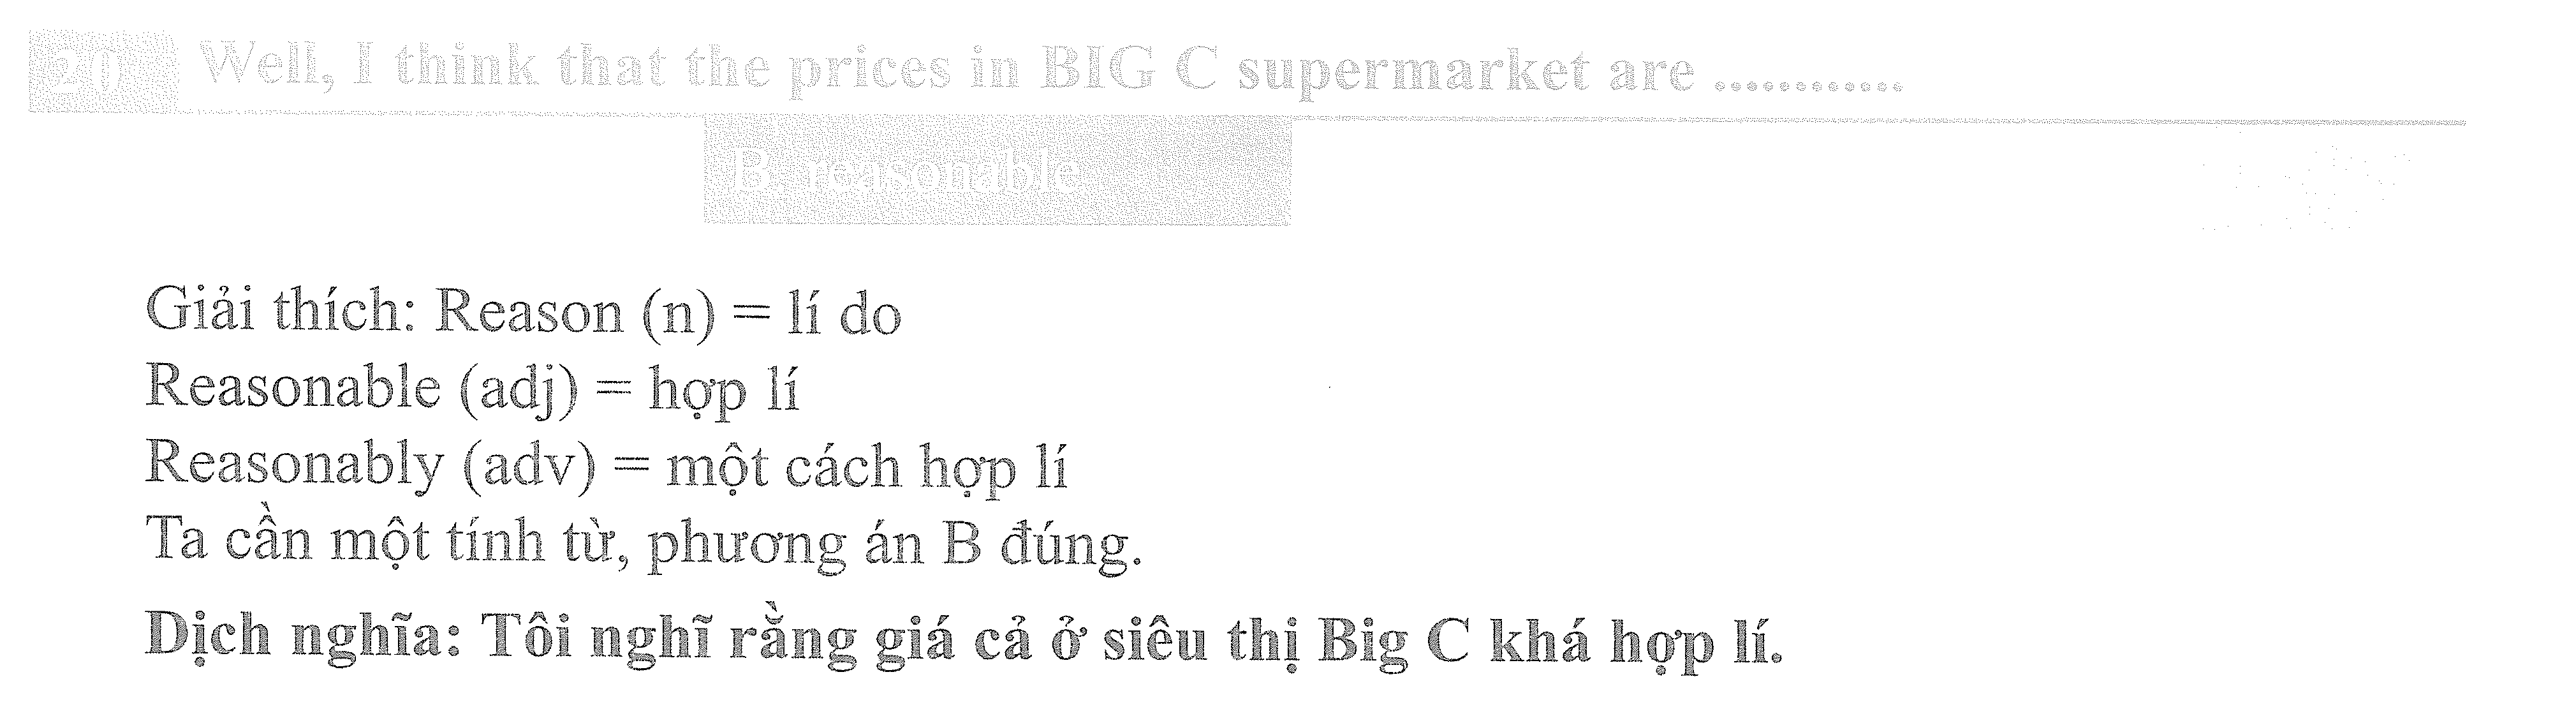 20 Well, I think that the prices in BIG C supermarket are ............
B. reasonable
Giải thích: Reason (n) = lí do
Reasonable (adj) = hợp lí
Reasonably (adv) = một cách hợp lí
Ta cần một tính từ, phương án B đúng.
Dịch nghĩa: Tôi nghĩ rằng giá cả ở siêu thị Big C khá hợp lí.